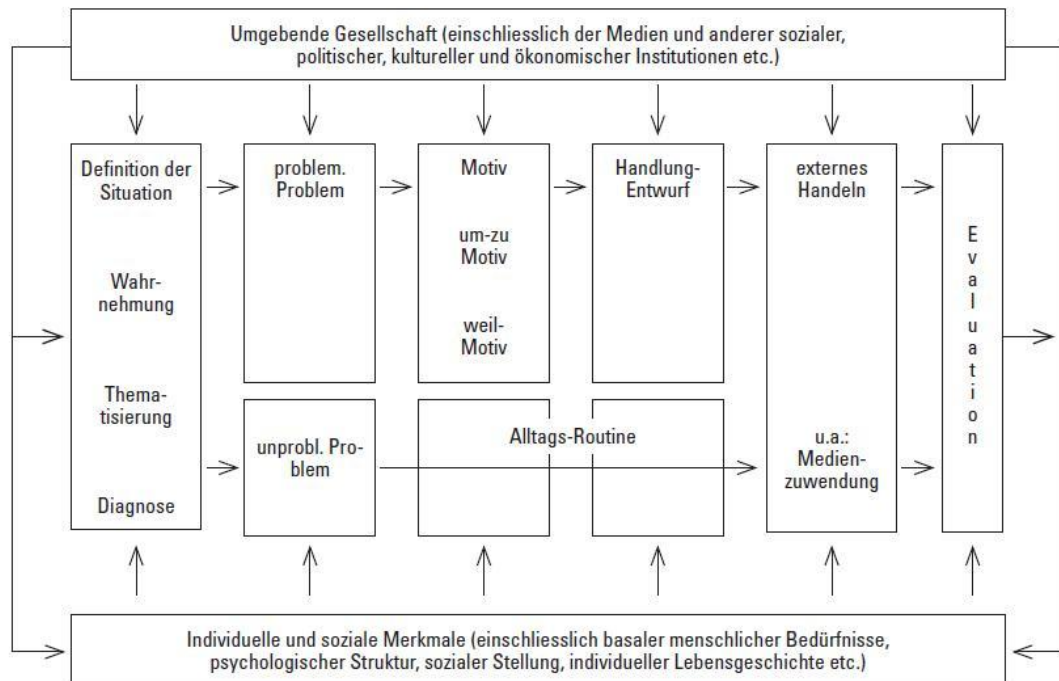 Umgebende Gesellschaft (einschliesslich der Medien und anderer sozialer,
politischer, kultureller und ökonomischer Institutionen etc.)
Definition der
Situation
Wahr-
nehmung
Thema-
tisierung
Diagnose
problem.
Problem
unprobl. Pro-
blem
Motiv
um-zu
Motiv
weil-
Motiv
Handlung-
Entwurf
Alltags-Routine
externes
Handeln
u.a.:
Medien-
zuwendung
E
v
a
l
u
a
t
i
o
n
Individuelle und soziale Merkmale (einschliesslich basaler menschlicher Bedürfnisse,
psychologischer Struktur, sozialer Stellung, individueller Lebensgeschichte etc.)